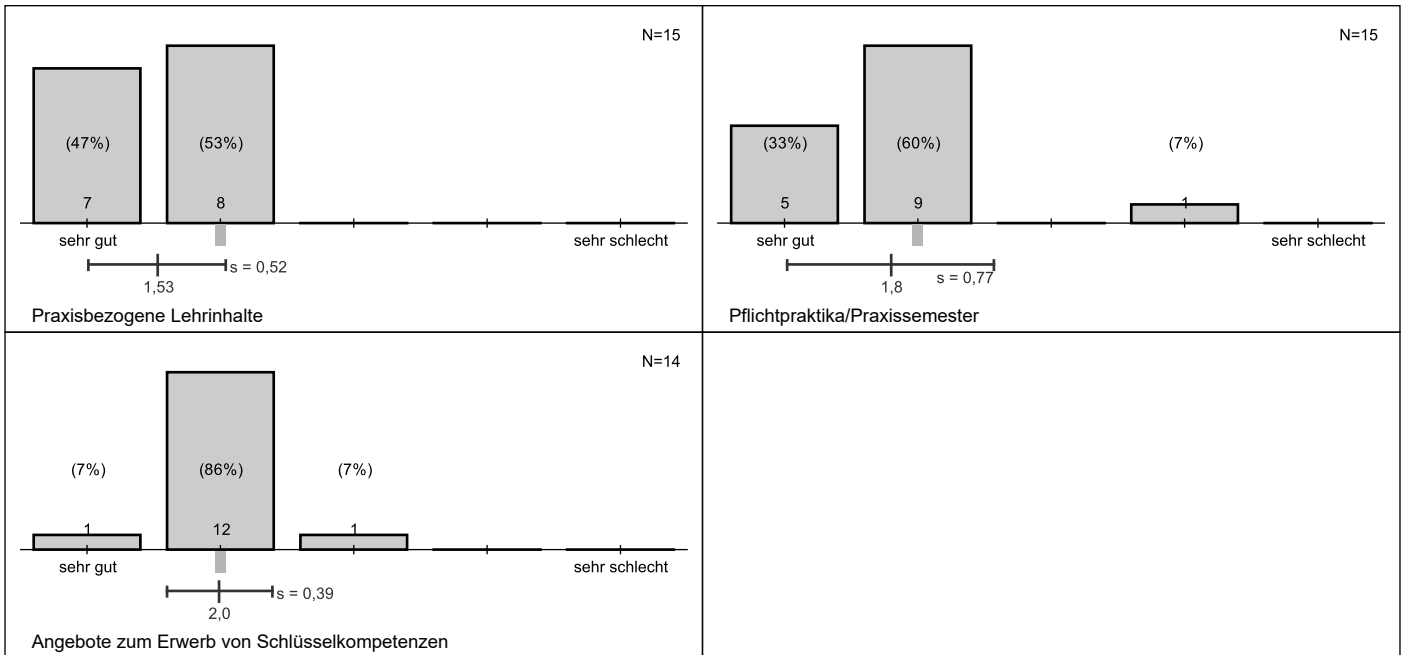 N=15
(47%) (53%)
7 8
sehr gut sehr schlecht
s = 0,52
1,53
Praxisbezogene Lehrinhalte
N=15
(33%) (60%) (7%)
5 9 1
sehr gut sehr schlecht
s = 0,77
1,8
Pflichtpraktika/Praxissemester
N=14
(7%) (86%) (7%)
1 12 1
sehr gut sehr schlecht
s = 0,39
2,0
Angebote zum Erwerb von Schlüsselkompetenzen